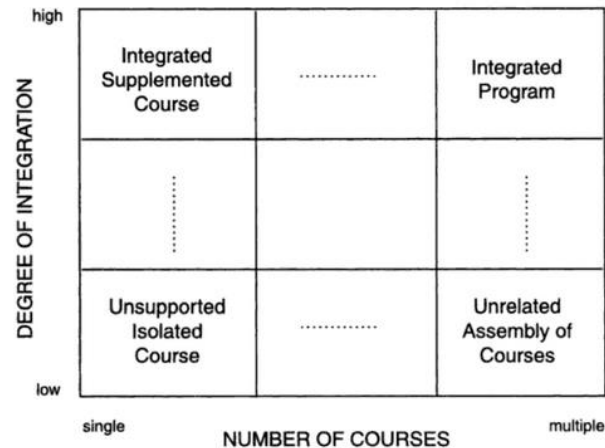 high
Integrated
Supplemented
Course
Integrated
Program
DEGREE OF INTEGRATION
Unsupported
Isolated
Course
Unrelated
Assembly of
Courses
low
single
multiple
NUMBER OF COURSES